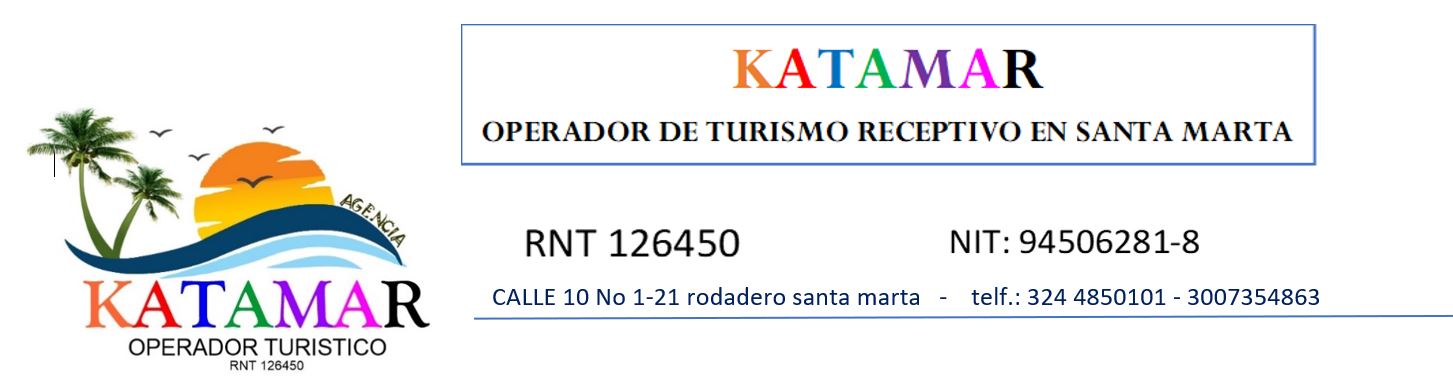 KATAMAR
OPERADOR DE TURISMO RECEPTIVO EN SANTA MARTA
AGENCIA
KATAMAR
OPERADOR TURISTICO
RNT 126450
RNT 126450 NIT: 94506281-8
CALLE 10 No 1-21 rodadero santa marta - telf.: 324 4850101 - 3007354863